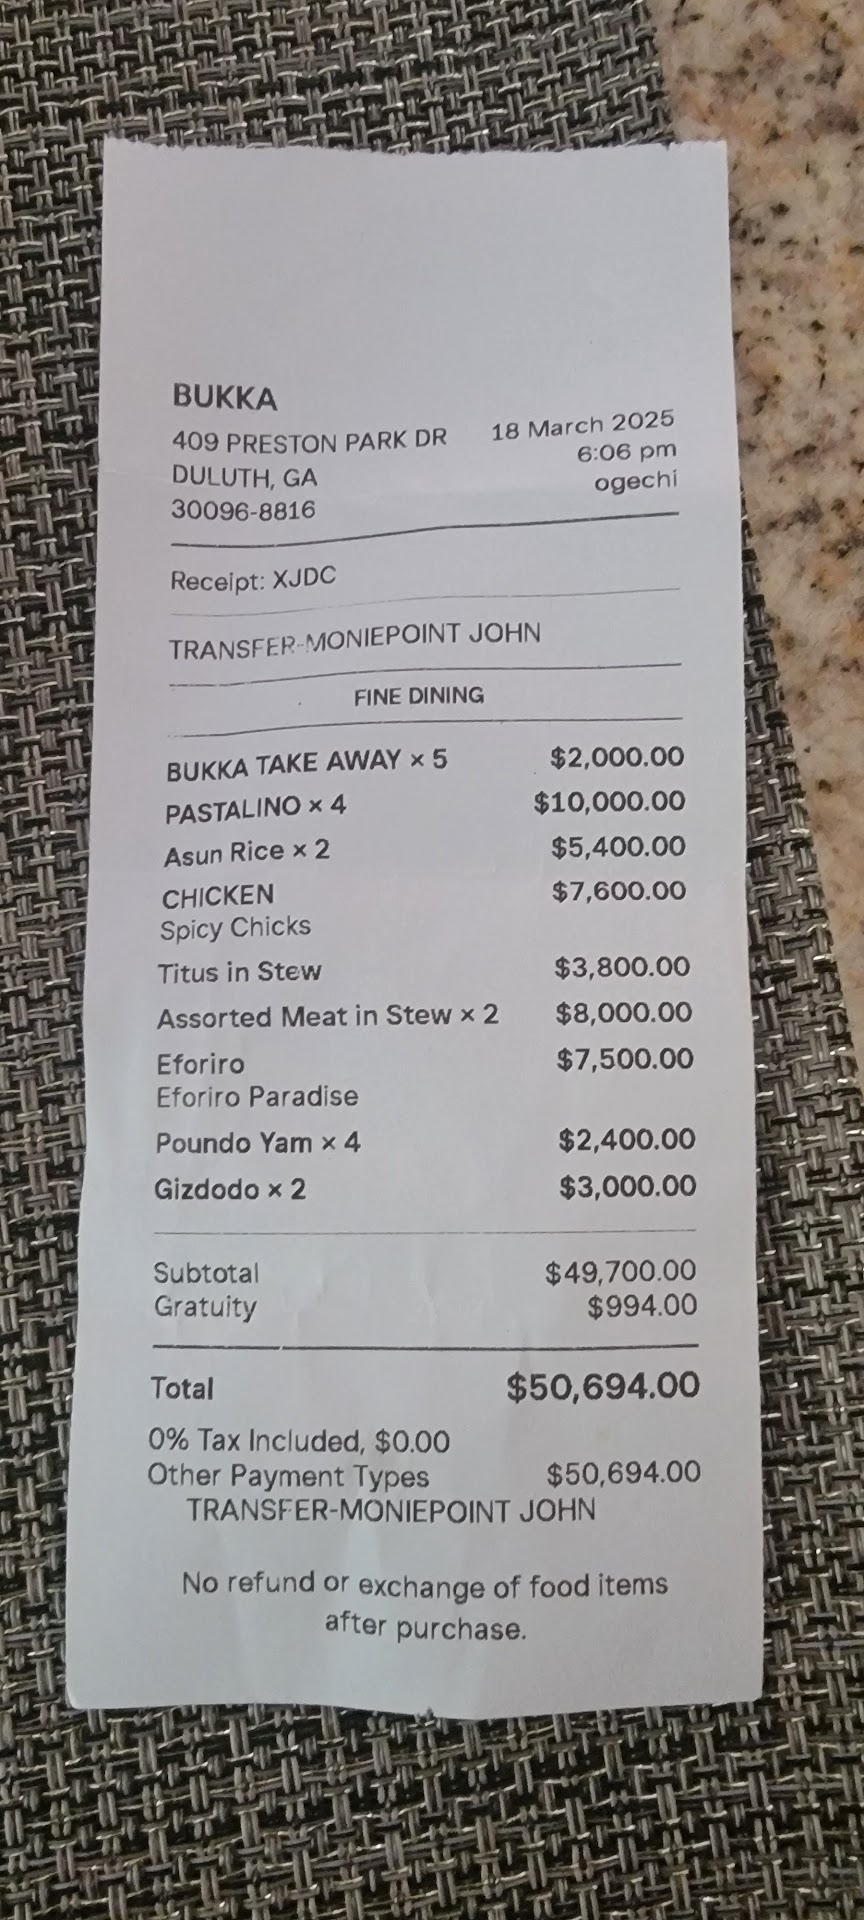 BUKKA
409 PRESTON PARK DR 18 March 2025
DULUTH, GA 6:06 pm
30096-8816 ogechi
Receipt: XJDC
TRANSFER-MONIEPOINT JOHN
FINE DINING
BUKKA TAKE AWAY × 5 $2,000.00
PASTALINO × 4 $10,000.00
Asun Rice × 2 $5,400.00
CHICKEN $7,600.00
Spicy Chicks
Titus in Stew $3,800.00
Assorted Meat in Stew × 2 $8,000.00
Eforiro $7,500.00
Eforiro Paradise
Poundo Yam × 4 $2,400.00
Gizdodo × 2 $3,000.00
Subtotal $49,700.00
Gratuity $994.00
Total $50,694.00
0% Tax Included, $0.00
Other Payment Types $50,694.00
TRANSFER-MONIEPOINT JOHN
No refund or exchange of food items
after purchase.